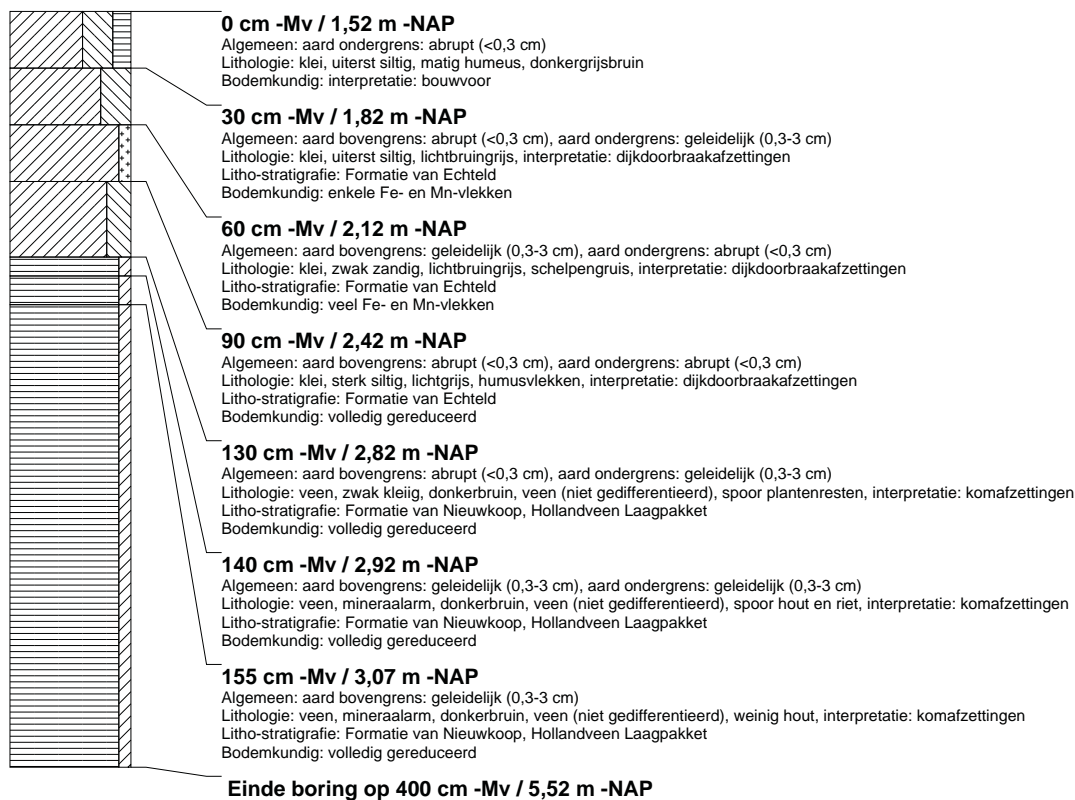 0 cm -Mv / 1,52 m -NAP
Algemeen: aard ondergrens: abrupt (<0,3 cm)
Lithologie: klei, uiterst siltig, matig humeus, donkergrijsbruin
Bodemkundig: interpretatie: bouwvoor
30 cm -Mv / 1,82 m -NAP
Algemeen: aard bovengrens: abrupt (<0,3 cm), aard ondergrens: geleidelijk (0,3-3 cm)
Lithologie: klei, uiterst siltig, lichtbruingrijs, interpretatie: dijkdoorbraakafzettingen
Litho-stratigrafie: Formatie van Echteld
Bodemkundig: enkele Fe- en Mn-vlekken
60 cm -Mv / 2,12 m -NAP
Algemeen: aard bovengrens: geleidelijk (0,3-3 cm), aard ondergrens: abrupt (<0,3 cm)
Lithologie: klei, zwak zandig, lichtbruingrijs, schelpengruis, interpretatie: dijkdoorbraakafzettingen
Litho-stratigrafie: Formatie van Echteld
Bodemkundig: veel Fe- en Mn-vlekken
90 cm -Mv / 2,42 m -NAP
Algemeen: aard bovengrens: abrupt (<0,3 cm), aard ondergrens: abrupt (<0,3 cm)
Lithologie: klei, sterk siltig, lichtgrijs, humusvlekken, interpretatie: dijkdoorbraakafzettingen
Litho-stratigrafie: Formatie van Echteld
Bodemkundig: volledig gereduceerd
130 cm -Mv / 2,82 m -NAP
Algemeen: aard bovengrens: abrupt (<0,3 cm), aard ondergrens: geleidelijk (0,3-3 cm)
Lithologie: veen, zwak kleiig, donkerbruin, veen (niet gedifferentieerd), spoor plantenresten, interpretatie: komafzettingen
Litho-stratigrafie: Formatie van Nieuwkoop, Hollandveen Laagpakket
Bodemkundig: volledig gereduceerd
140 cm -Mv / 2,92 m -NAP
Algemeen: aard bovengrens: geleidelijk (0,3-3 cm), aard ondergrens: geleidelijk (0,3-3 cm)
Lithologie: veen, mineraalarm, donkerbruin, veen (niet gedifferentieerd), spoor hout en riet, interpretatie: komafzettingen
Litho-stratigrafie: Formatie van Nieuwkoop, Hollandveen Laagpakket
Bodemkundig: volledig gereduceerd
155 cm -Mv / 3,07 m -NAP
Algemeen: aard bovengrens: geleidelijk (0,3-3 cm)
Lithologie: veen, mineraalarm, donkerbruin, veen (niet gedifferentieerd), weinig hout, interpretatie: komafzettingen
Litho-stratigrafie: Formatie van Nieuwkoop, Hollandveen Laagpakket
Bodemkundig: volledig gereduceerd
Einde boring op 400 cm -Mv / 5,52 m -NAP